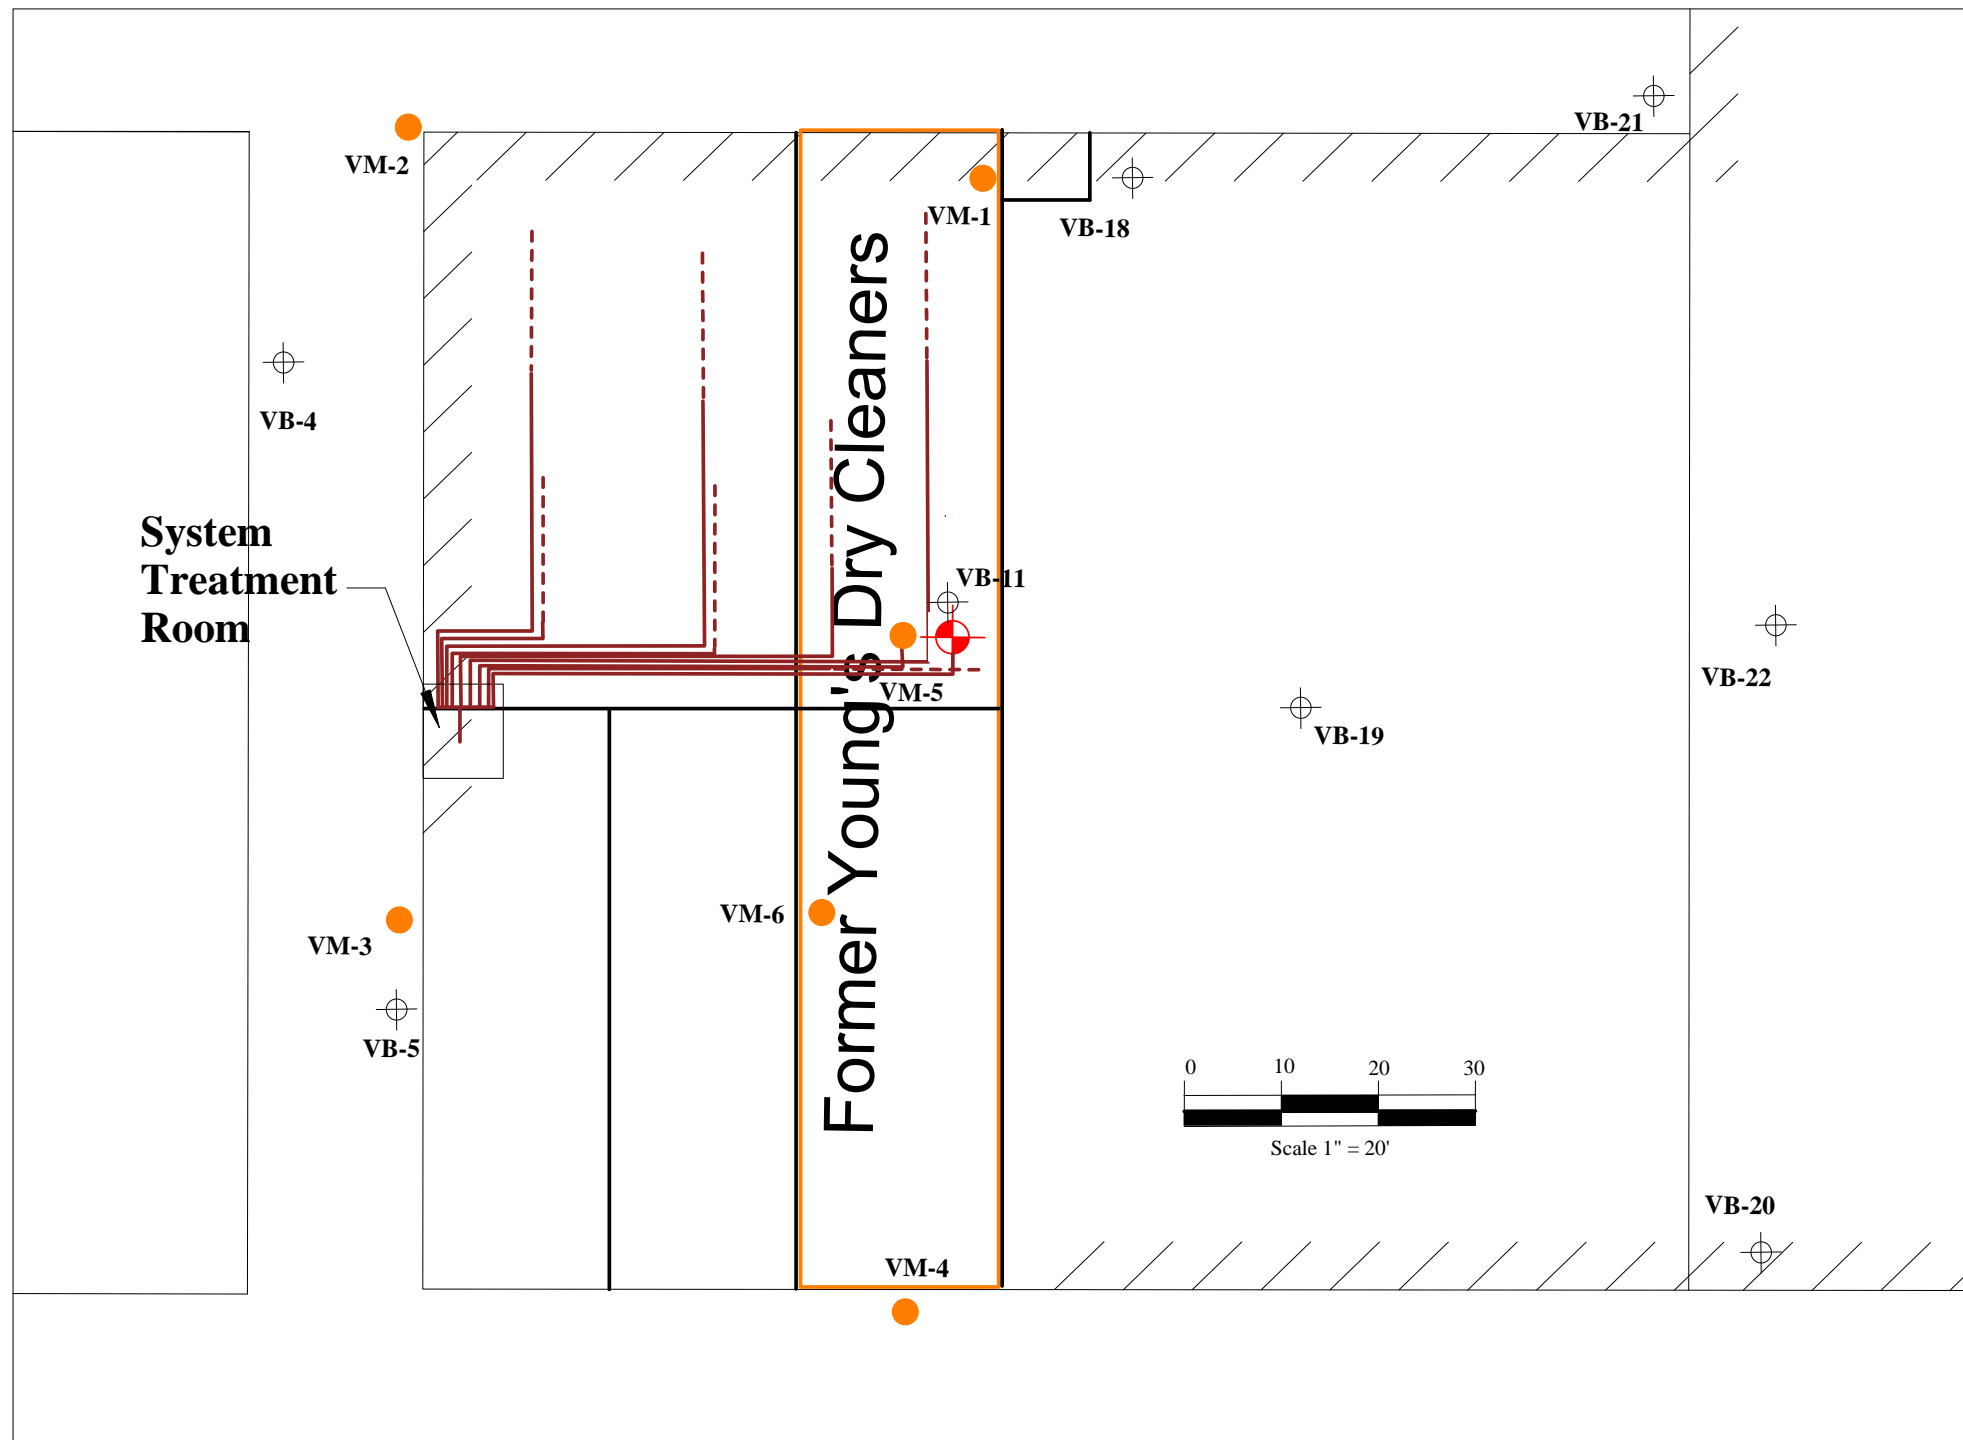 VB-21
VM-2
VM-1
VB-18
VB-4
System
Treatment
Room
VB-11
VM-5
VB-22
VB-19
Former Young's Dry Cleaners
VM-6
VM-3
VB-5
0 10 20 30
Scale 1" = 20'
VB-20
VM-4